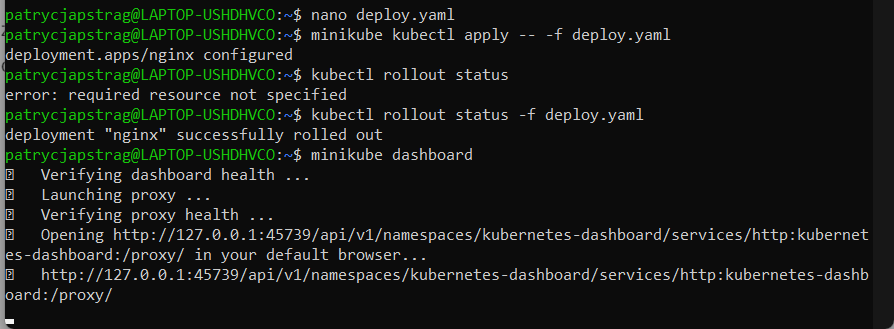 patrycjapstrag@LAPTOP-USHDHVCO:~$ nano deploy.yaml
patrycjapstrag@LAPTOP-USHDHVCO:~$ minikube kubectl apply -- -f deploy.yaml
deployment.apps/nginx configured
patrycjapstrag@LAPTOP-USHDHVCO:~$ kubectl rollout status
error: required resource not specified
patrycjapstrag@LAPTOP-USHDHVCO:~$ kubectl rollout status -f deploy.yaml
deployment "nginx" successfully rolled out
patrycjapstrag@LAPTOP-USHDHVCO:~$ minikube dashboard
Verifying dashboard health ...
Launching proxy ...
Verifying proxy health ...
Opening http://127.0.0.1:45739/api/v1/namespaces/kubernetes-dashboard/services/http:kubernet
es-dashboard:/proxy/ in your default browser...
http://127.0.0.1:45739/api/v1/namespaces/kubernetes-dashboard/services/http:kubernetes-dashb
oard:/proxy/